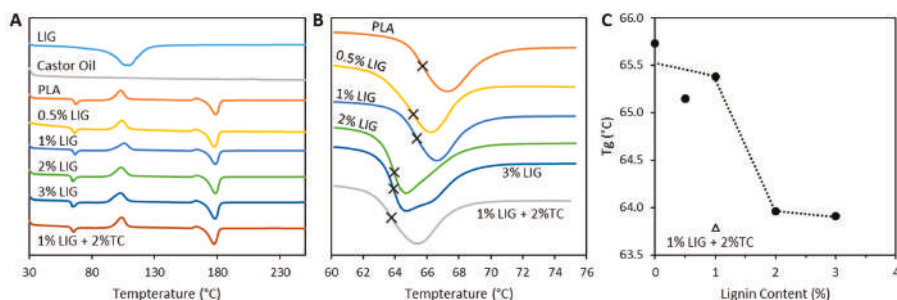 A
LIG
Castor Oil
PLA
0.5% LIG
1% LIG
2% LIG
3% LIG
1% LIG + 2%TC
30 80 130 180 230
Tempterature (°C)
B
PLA
0.5% LIG
1% LIG
2% LIG
3% LIG
1% LIG + 2%TC
60 62 64 66 68 70 72 74 76
Tempterature (°C)
C
66.0
65.5
65.0
64.5
64.0
63.5
Tg (°C)
1% LIG + 2%TC
0 1 2 3 4
Lignin Content (%)